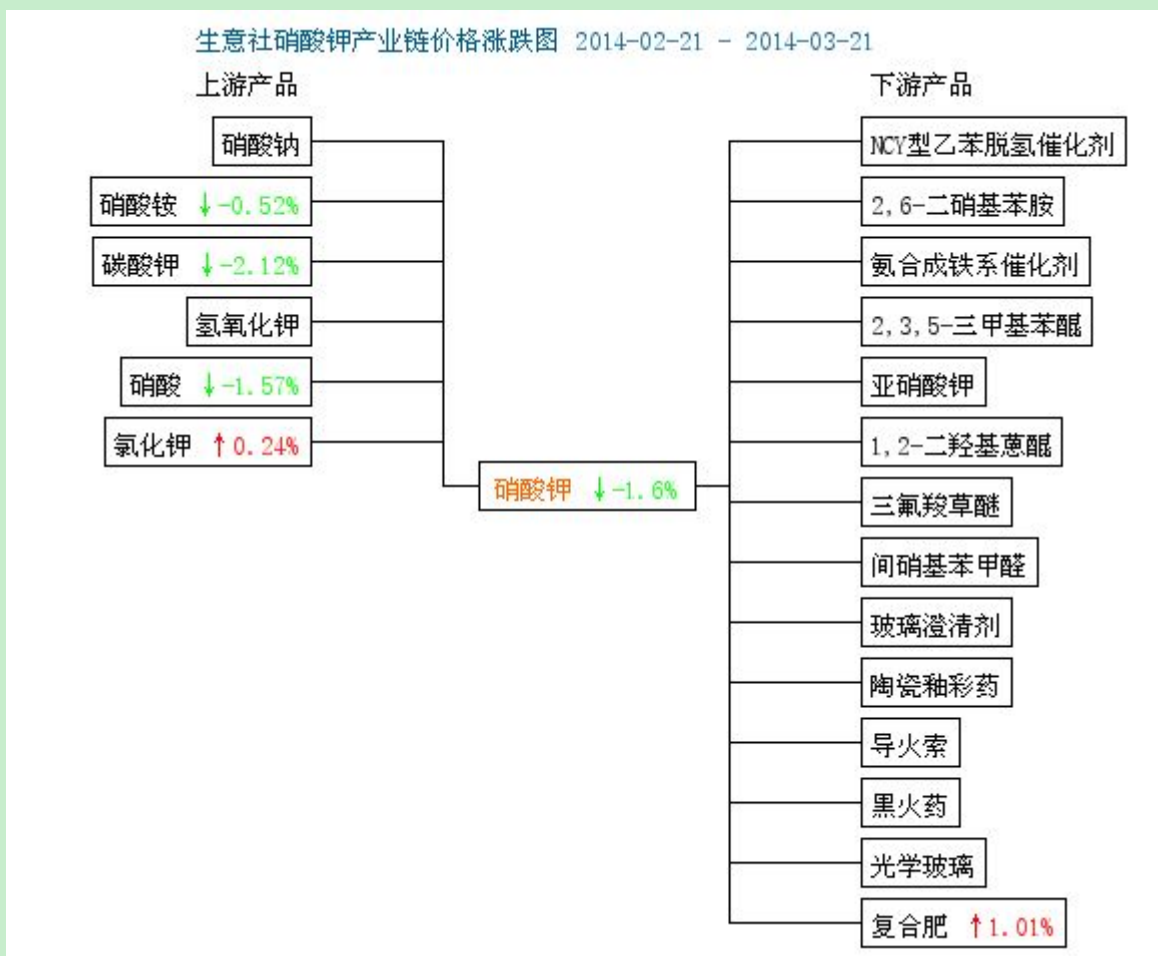 生意社硝酸钾产业链价格涨跌图 2014-02-21 - 2014-03-21
上游产品
硝酸钠
硝酸铵 ↓-0.52%
碳酸钾 ↓-2.12%
氢氧化钾
硝酸 ↓-1.57%
氯化钾 ↑0.24%
硝酸钾 ↓-1.6%
下游产品
NCY型乙苯脱氢催化剂
2,6-二硝基苯胺
氨合成铁系催化剂
2,3,5-三甲基苯醌
亚硝酸钾
1,2-二羟基蒽醌
三氟羧草醚
间硝基苯甲醛
玻璃澄清剂
陶瓷釉彩药
导火索
黑火药
光学玻璃
复合肥 ↑1.01%